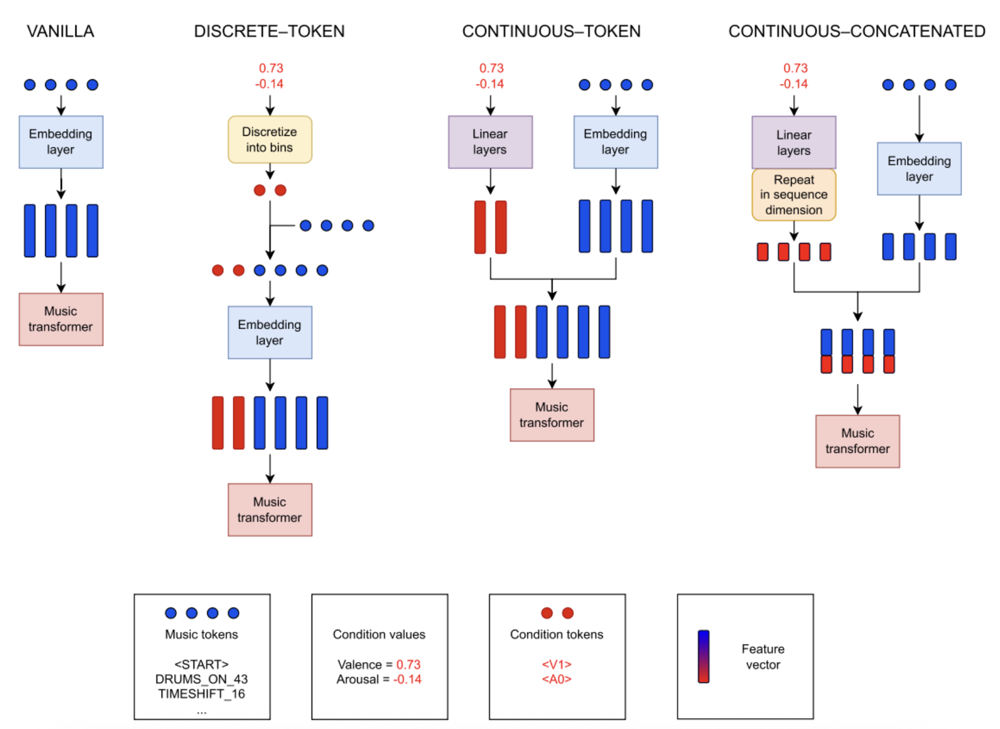 VANILLA
Embedding
layer
Music
transformer
DISCRETE–TOKEN
0.73
-0.14
Discretize
into bins
Embedding
layer
Music
transformer
CONTINUOUS–TOKEN
0.73
-0.14
Linear
layers
Embedding
layer
Music
transformer
CONTINUOUS–CONCATENATED
0.73
-0.14
Linear
layers
Repeat
in sequence
dimension
Embedding
layer
Music
transformer
Music tokens
<START>
DRUMS_ON_43
TIMESHIFT_16
...
Condition values
Valence = 0.73
Arousal = -0.14
Condition tokens
<V1>
<A0>
Feature
vector